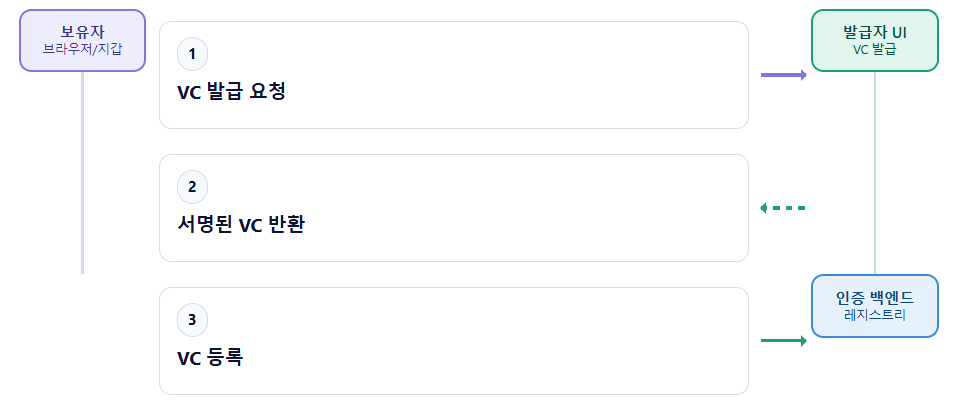 보유자
브라우저/지갑
1
VC 발급 요청
발급자 UI
VC 발급
2
서명된 VC 반환
3
VC 등록
인증 백엔드
레지스트리